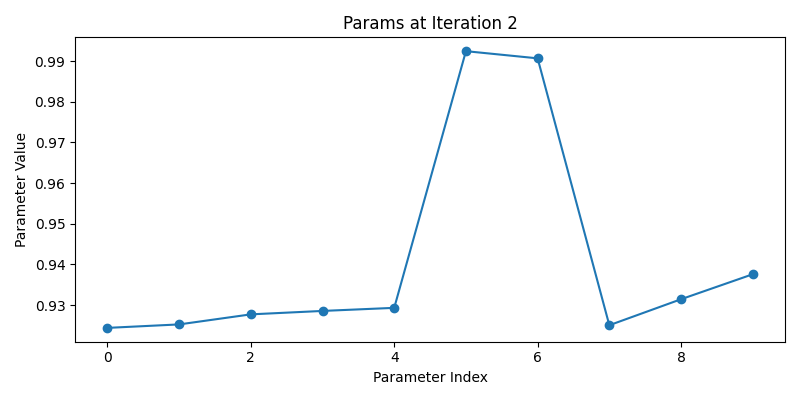 Params at Iteration 2
Parameter Value
0.99
0.98
0.97
0.96
0.95
0.94
0.93
0 2 4 6 8
Parameter Index